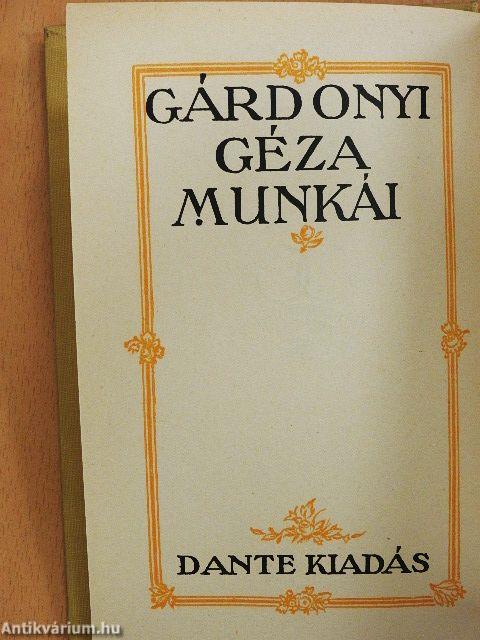 GÁRDONYI
GÉZA
MUNKÁI
DANTE KIADÁS
Antikvárium.hu